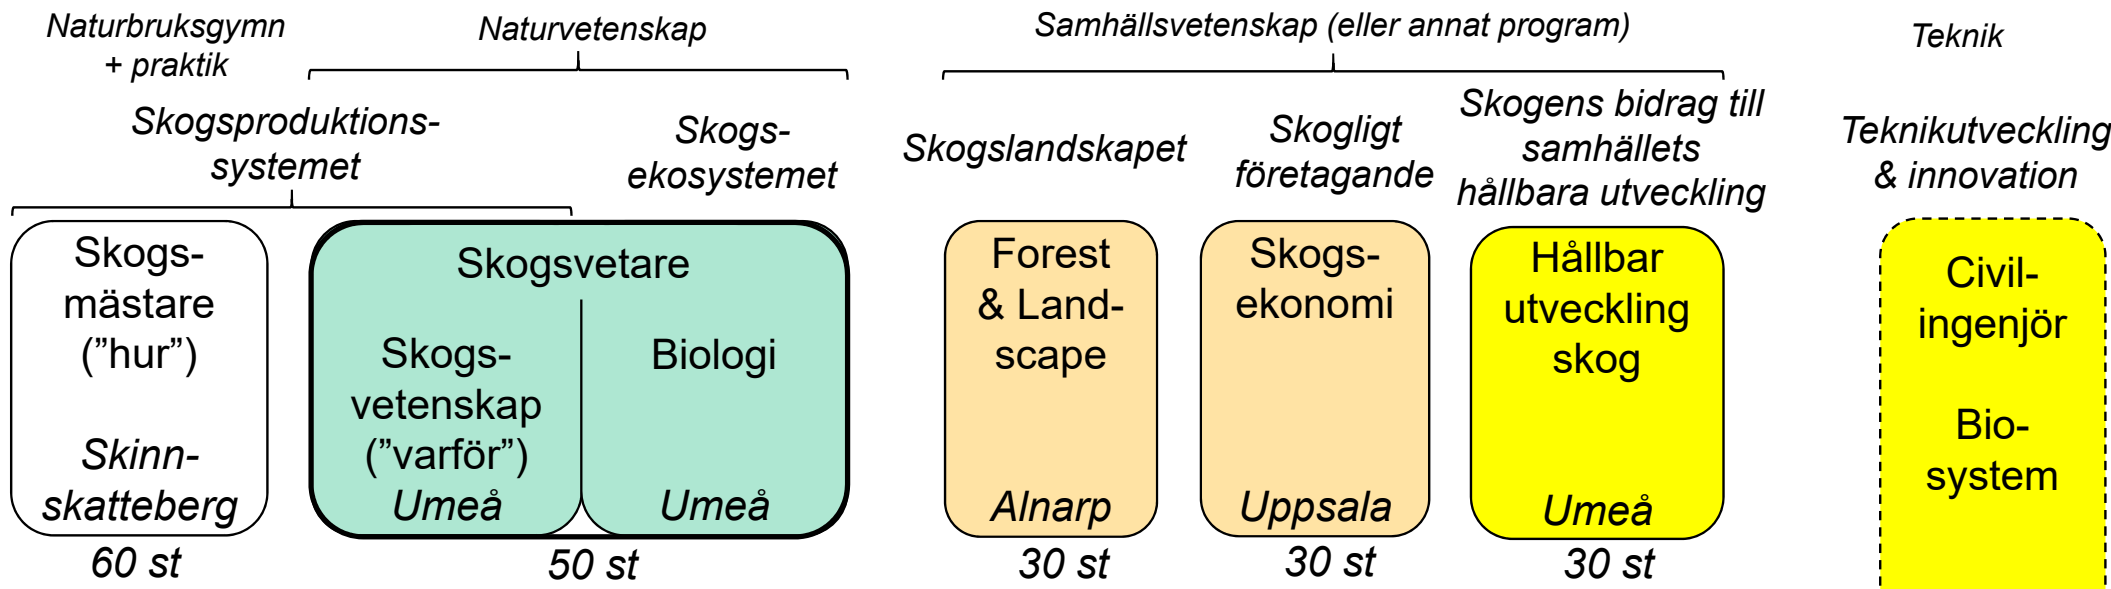 Naturbruksgymn
+ praktik
Naturvetenskap
Samhällsvetenskap (eller annat program)
Teknik
Skogsproduktions-
systemet
Skogs-
ekosystemet
Skogslandskapet
Skogligt
företagande
Skogens bidrag till
samhällets
hållbara utveckling
Teknikutveckling
& innovation
Skogs-
mästare
(”hur”)
Skinn-
skatteberg
60 st
Skogsvetare
Skogs-
vetenskap
(”varför”)
Umeå
Biologi
Umeå
50 st
Forest
& Land-
scape
Alnarp
30 st
Skogs-
ekonomi
Uppsala
30 st
Hållbar
utveckling
skog
Umeå
30 st
Civil-
ingenjör
Bio-
system